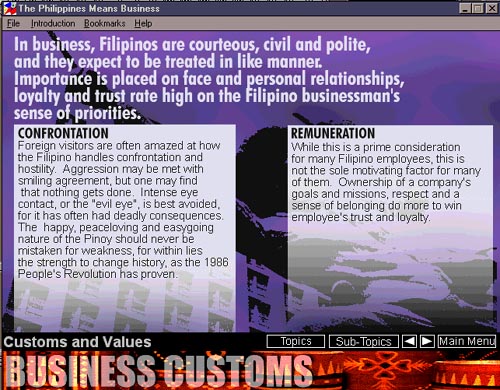 The Philippines Means Business
File Introduction Bookmarks Help
In business, Filipinos are courteous, civil and polite,
and they expect to be treated in like manner.
Importance is placed on face and personal relationships,
loyalty and trust rate high on the Filipino businessman's
sense of priorities.
CONFRONTATION
Foreign visitors are often amazed at how
the Filipino handles confrontation and
hostility. Aggression may be met with
smiling agreement, but one may find
that nothing gets done. Intense eye
contact, or the "evil eye", is best avoided,
for it has often had deadly consequences.
The happy, peaceloving and easygoing
nature of the Pinoy should never be
mistaken for weakness, for within lies
the strength to change history, as the 1986
People's Revolution has proven.
REMUNERATION
While this is a prime consideration
for many Filipino employees, this is
not the sole motivating factor for many
of them. Ownership of a company's
goals and missions, respect and a
sense of belonging do more to win
employee's trust and loyalty.
Customs and Values
Topics Sub-Topics Main Menu
BUSINESS CUSTOMS